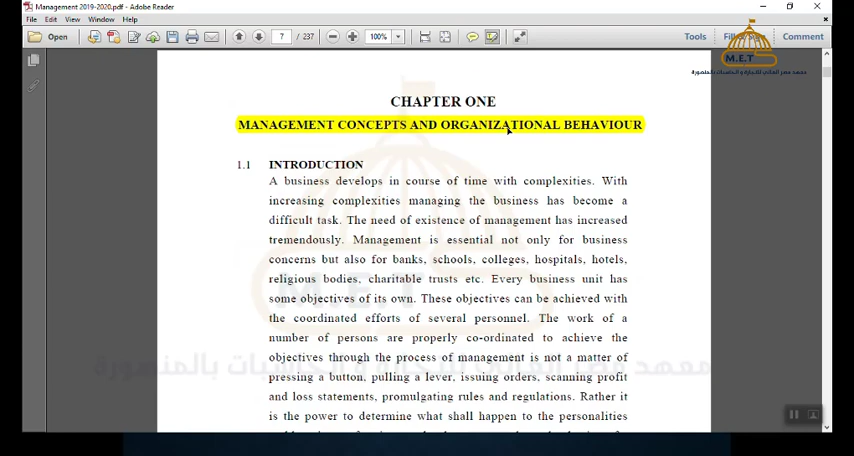 Management 2019-2020.pdf - Adobe Reader
File Edit View Window Help
Open 7 / 237 100% Tools Comment
M.E.T
معهد مصر العالي للتجارة والحاسبات بالمنصورة
CHAPTER ONE
MANAGEMENT CONCEPTS AND ORGANIZATIONAL BEHAVIOUR
1.1 INTRODUCTION
A business develops in course of time with complexities. With
increasing complexities managing the business has become a
difficult task. The need of existence of management has increased
tremendously. Management is essential not only for business
concerns but also for banks, schools, colleges, hospitals, hotels,
religious bodies, charitable trusts etc. Every business unit has
some objectives of its own. These objectives can be achieved with
the coordinated efforts of several personnel. The work of a
number of persons are properly co-ordinated to achieve the
objectives through the process of management is not a matter of
pressing a button, pulling a lever, issuing orders, scanning profit
and loss statements, promulgating rules and regulations. Rather it
is the power to determine what shall happen to the personalities
M.E.T
معهد مصر العالي للتجارة والحاسبات بالمنصورة